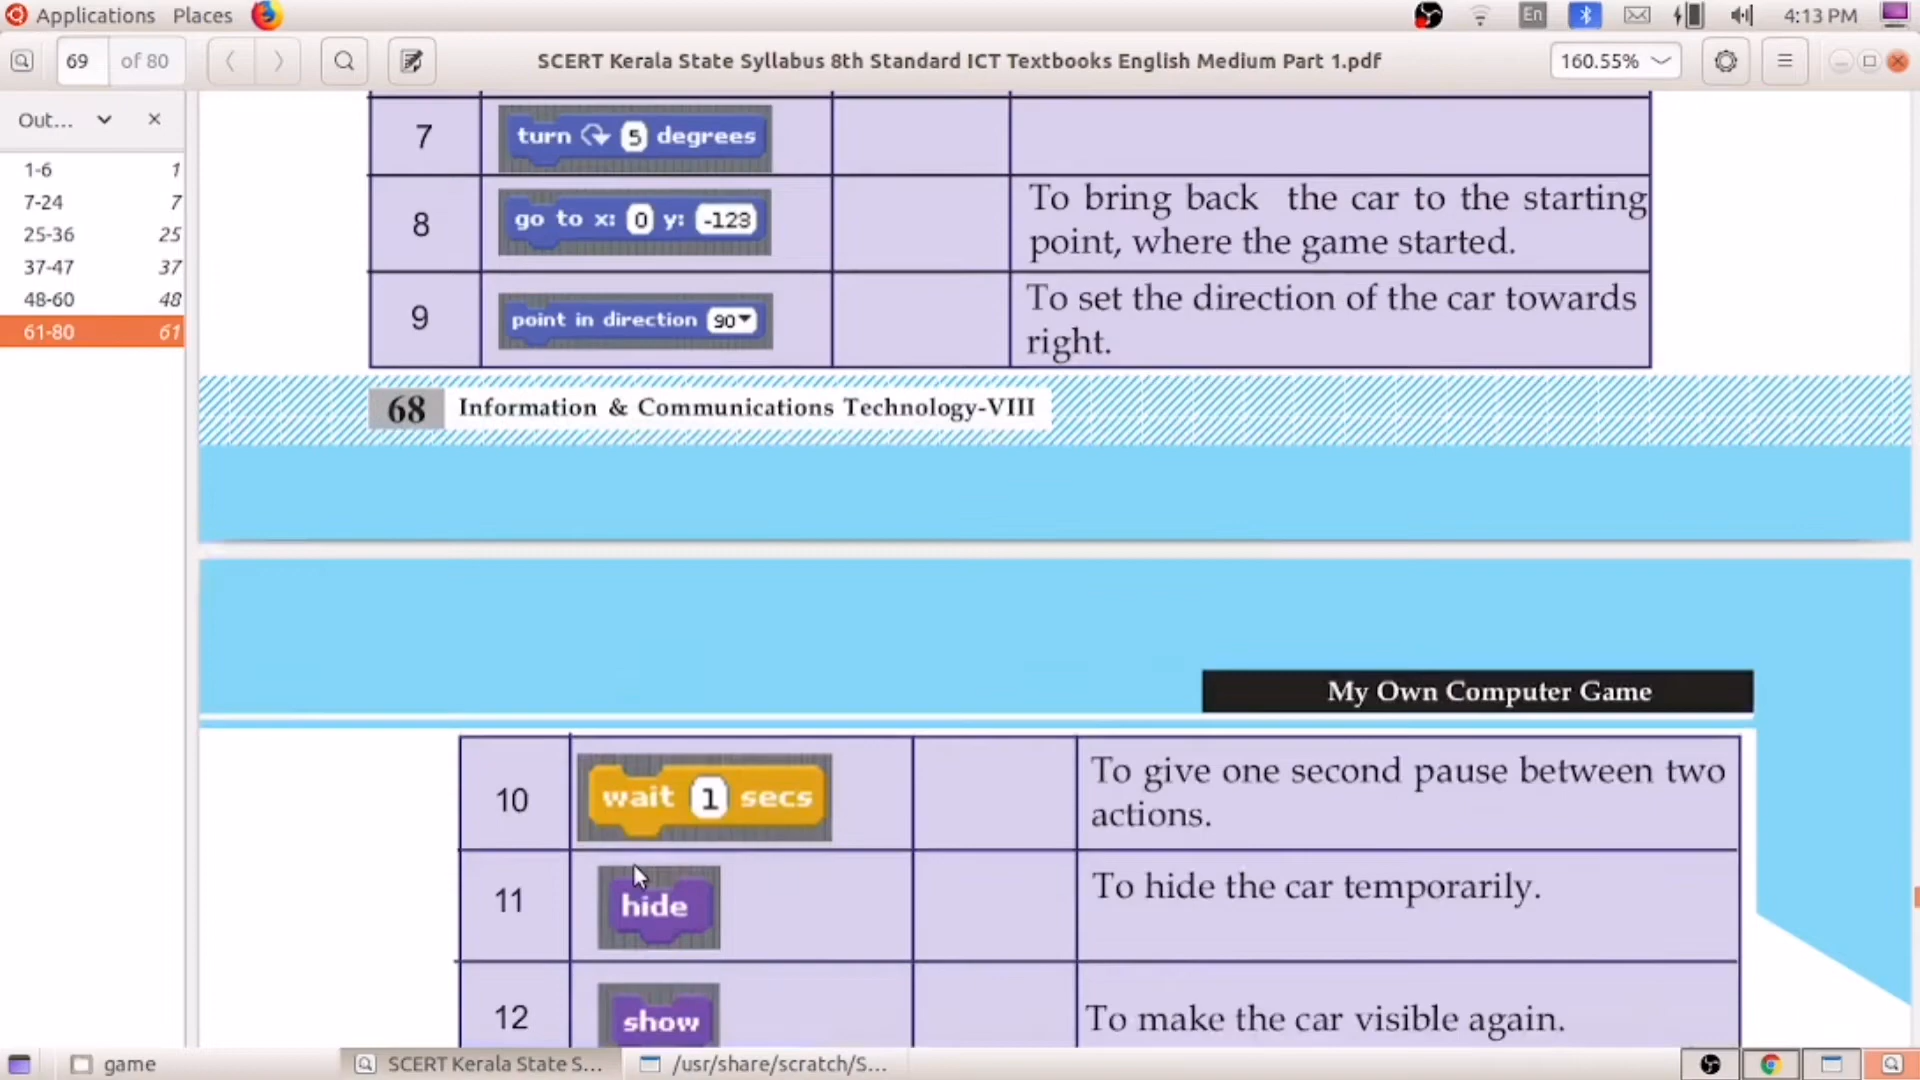 Applications Places En 4:13 PM
69 of 80 SCERT Kerala State Syllabus 8th Standard ICT Textbooks English Medium Part 1.pdf 160.55%
Out...
1-6 1
7-24 7
25-36 25
37-47 37
48-60 48
61-80 61
7 turn 5 degrees
8 go to x: 0 y: -123 To bring back the car to the starting
point, where the game started.
9 point in direction 90 To set the direction of the car towards
right.
68 Information & Communications Technology-VIII
My Own Computer Game
10 wait 1 secs To give one second pause between two
actions.
11 hide To hide the car temporarily.
12 show To make the car visible again.
game SCERT Kerala State S... /usr/share/scratch/S...